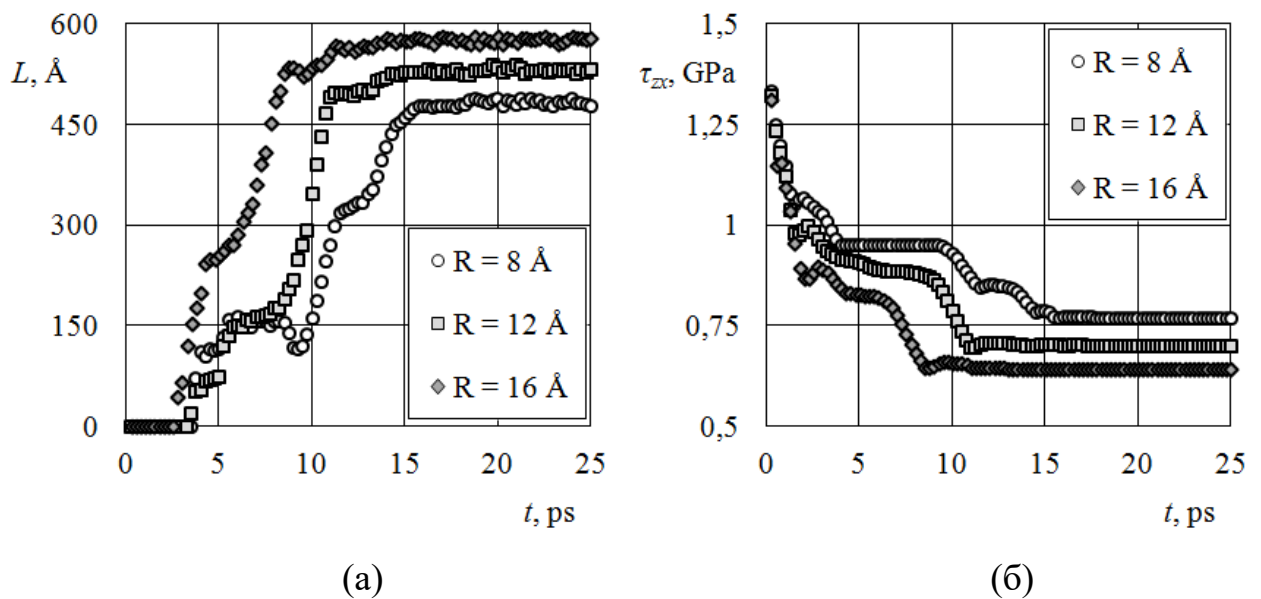 600
L, Å
450
300
150
0
0 5 10 15 20 25
t, ps
R = 8 Å
R = 12 Å
R = 16 Å
(а)
1,5
τzx, GPa
1,25
1
0,75
0,5
0 5 10 15 20 25
t, ps
R = 8 Å
R = 12 Å
R = 16 Å
(б)